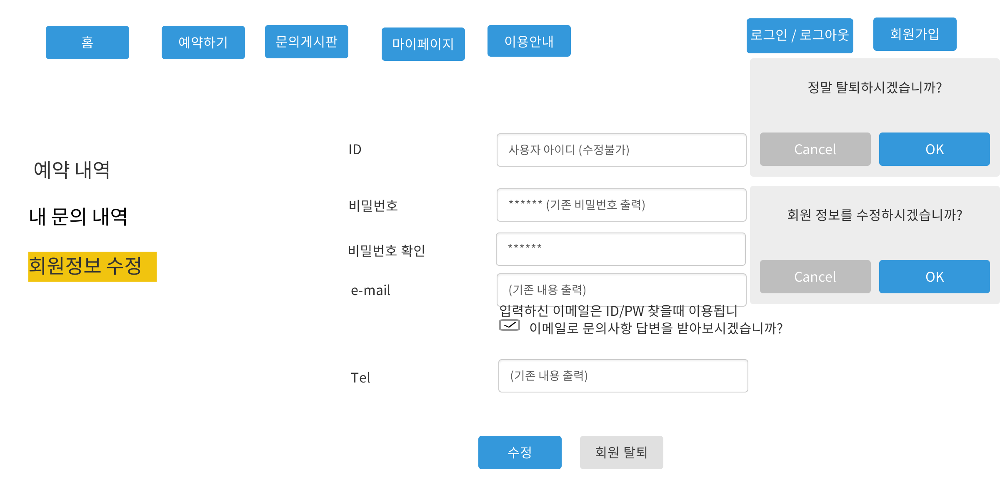 홈
예약하기
문의게시판
마이페이지
이용안내
로그인 / 로그아웃
회원가입
예약 내역
내 문의 내역
회원정보 수정
ID
사용자 아이디 (수정불가)
비밀번호
****** (기존 비밀번호 출력)
비밀번호 확인
******
e-mail
(기존 내용 출력)
입력하신 이메일은 ID/PW 찾을때 이용됩니
이메일로 문의사항 답변을 받아보시겠습니까?
Tel
(기존 내용 출력)
수정
회원 탈퇴
정말 탈퇴하시겠습니까?
Cancel
OK
회원 정보를 수정하시겠습니까?
Cancel
OK